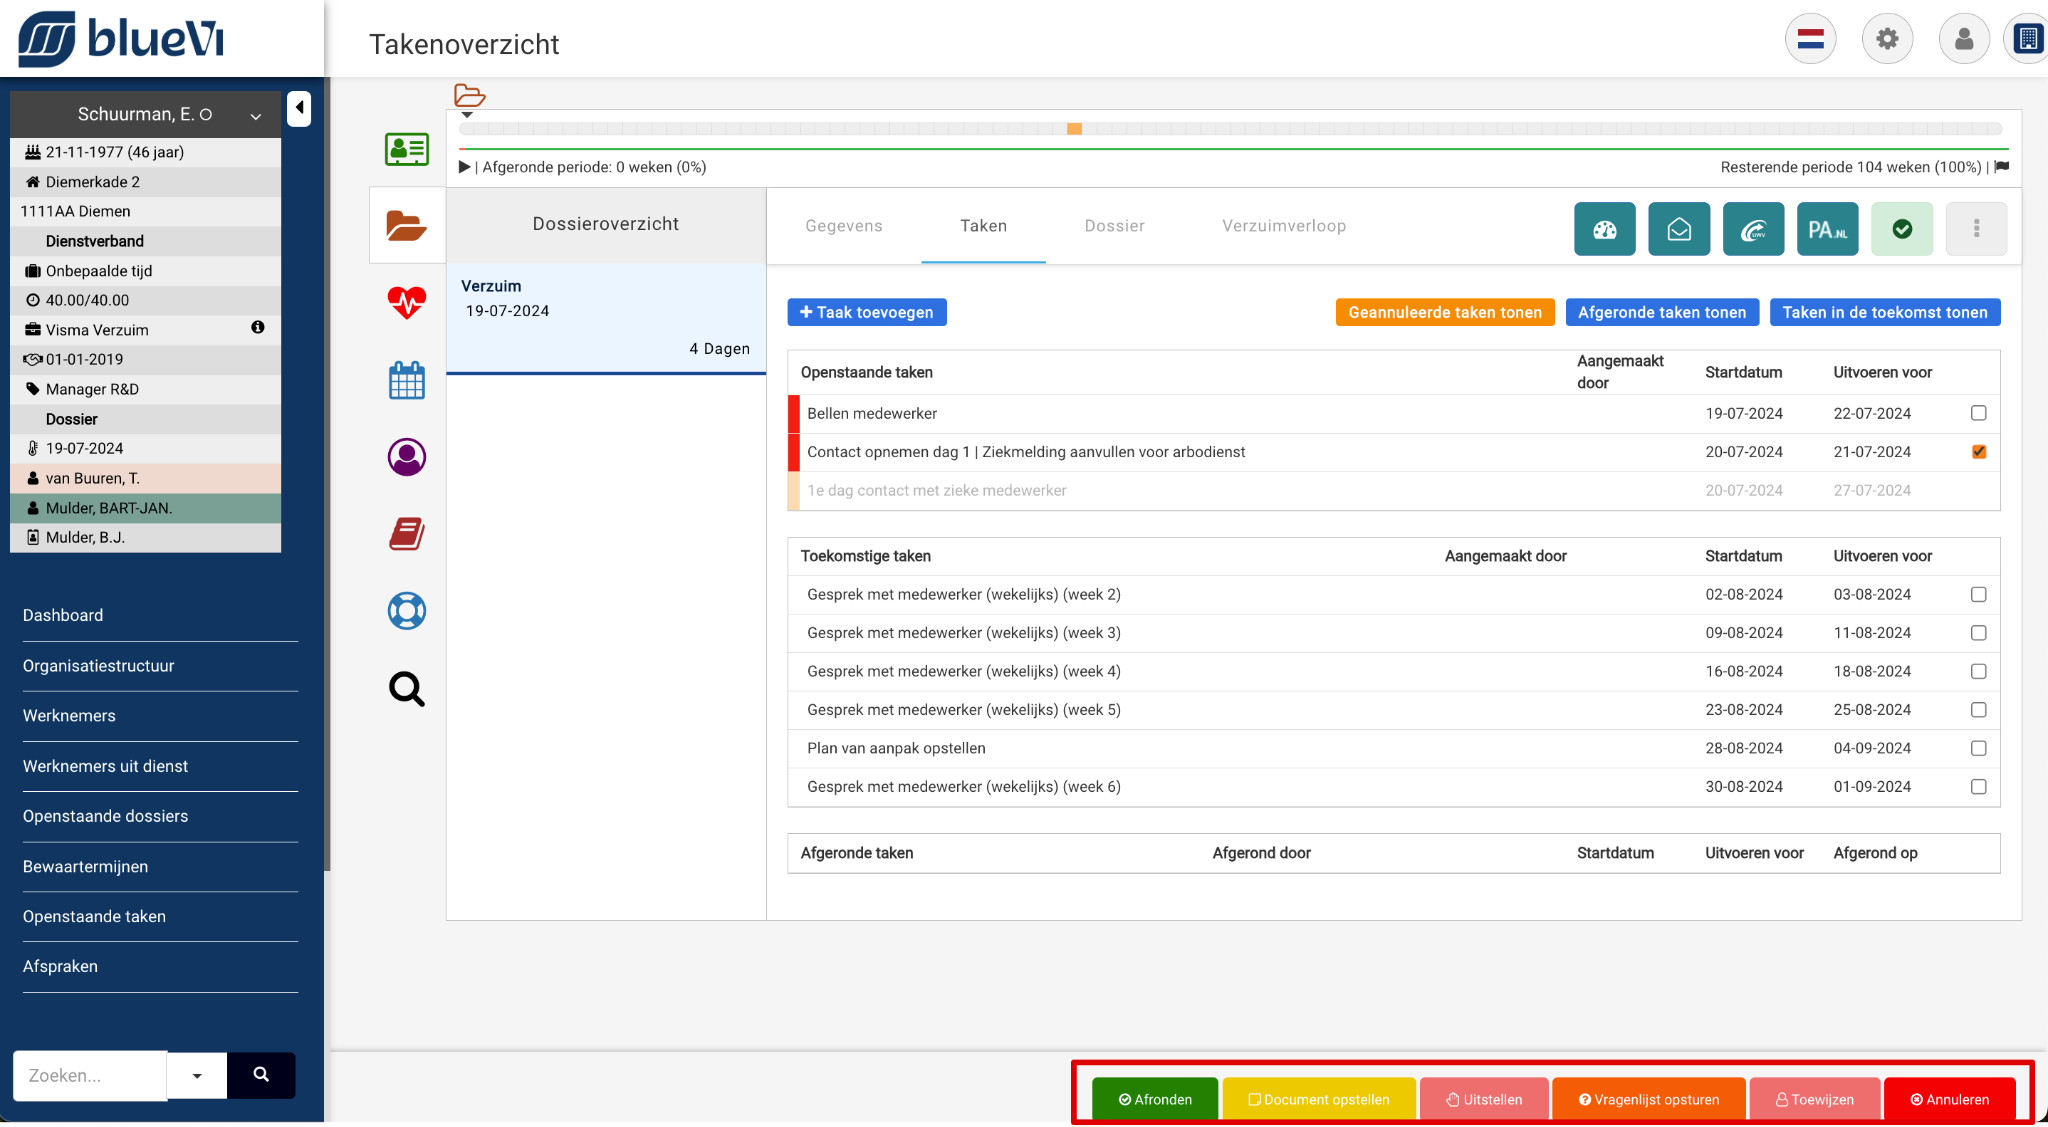 blueVi
Takenoverzicht
Schuurman, E.
21-11-1977 (46 jaar)
Diemerkade 2
1111AA Diemen
Dienstverband
Onbepaalde tijd
40.00/40.00
Visma Verzuim
01-01-2019
Manager R&D
Dossier
19-07-2024
van Buuren, T.
Mulder, BART-JAN.
Mulder, B.J.
Dashboard
Organisatiestructuur
Werknemers
Werknemers uit dienst
Openstaande dossiers
Bewaartermijnen
Openstaande taken
Afspraken
Zoeken...
| Afgeronde periode: 0 weken (0%)
Resterende periode 104 weken (100%) |
Dossieroverzicht
Verzuim
19-07-2024
4 Dagen
Gegevens Taken Dossier Verzuimverloop
UWV PA.NL
+ Taak toevoegen Geannuleerde taken tonen Afgeronde taken tonen Taken in de toekomst tonen
Openstaande taken Aangemaakt door Startdatum Uitvoeren voor
Bellen medewerker 19-07-2024 22-07-2024
Contact opnemen dag 1 | Ziekmelding aanvullen voor arbodienst 20-07-2024 21-07-2024
1e dag contact met zieke medewerker 20-07-2024 27-07-2024
Toekomstige taken Aangemaakt door Startdatum Uitvoeren voor
Gesprek met medewerker (wekelijks) (week 2) 02-08-2024 03-08-2024
Gesprek met medewerker (wekelijks) (week 3) 09-08-2024 11-08-2024
Gesprek met medewerker (wekelijks) (week 4) 16-08-2024 18-08-2024
Gesprek met medewerker (wekelijks) (week 5) 23-08-2024 25-08-2024
Plan van aanpak opstellen 28-08-2024 04-09-2024
Gesprek met medewerker (wekelijks) (week 6) 30-08-2024 01-09-2024
Afgeronde taken Afgerond door Startdatum Uitvoeren voor Afgerond op
Afronden Document opstellen Uitstellen Vragenlijst opsturen Toewijzen Annuleren